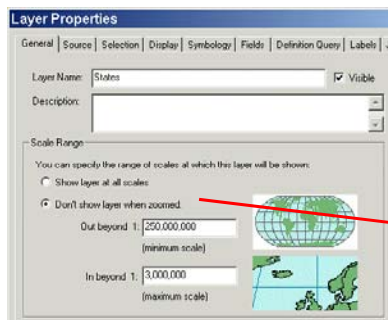 Layer Properties
General Source Selection Display Symbology Fields Definition Query Labels
Layer Name: States Visible
Description:
Scale Range
You can specify the range of scales at which this layer will be shown:
Show layer at all scales
Don't show layer when zoomed:
Out beyond 1: 250,000,000
(minimum scale)
In beyond 1: 3,000,000
(maximum scale)